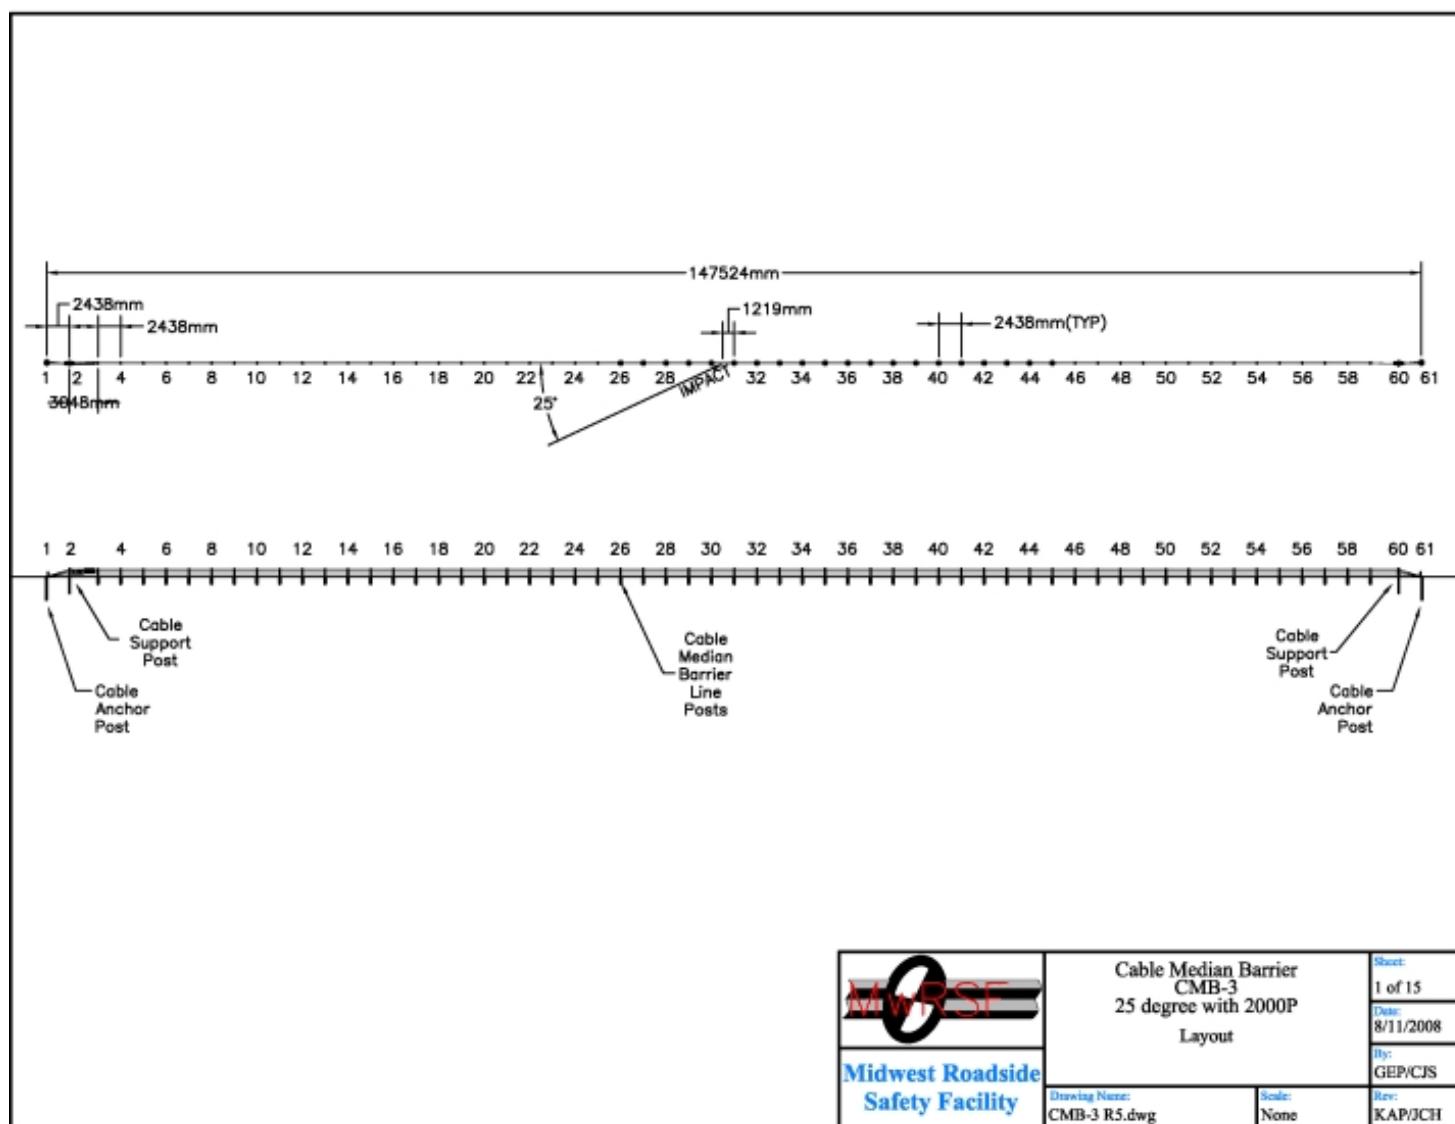 147524mm
2438mm
2438mm
1219mm
2438mm(TYP)
1 2 4 6 8 10 12 14 16 18 20 22 24 26 28 30 32 34 36 38 40 42 44 46 48 50 52 54 56 58 60 61
IMPACT
3048mm
25°
1 2 4 6 8 10 12 14 16 18 20 22 24 26 28 30 32 34 36 38 40 42 44 46 48 50 52 54 56 58 60 61
Cable
Support
Post
Cable
Anchor
Post
Cable
Median
Barrier
Line
Posts
Cable
Support
Post
Cable
Anchor
Post
MwRSF
Midwest Roadside
Safety Facility
Cable Median Barrier
CMB-3
25 degree with 2000P
Layout
Drawing Name:
CMB-3 R5.dwg
Scale:
None
Sheet:
1 of 15
Date:
8/11/2008
By:
GEP/CJS
Rev:
KAP/JCH